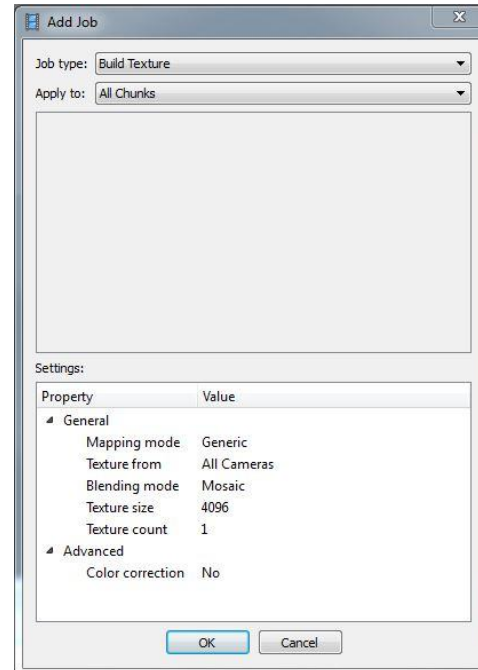 Add Job
Job type: Build Texture
Apply to: All Chunks
Settings:
Property Value
General
Mapping mode Generic
Texture from All Cameras
Blending mode Mosaic
Texture size 4096
Texture count 1
Advanced
Color correction No
OK Cancel